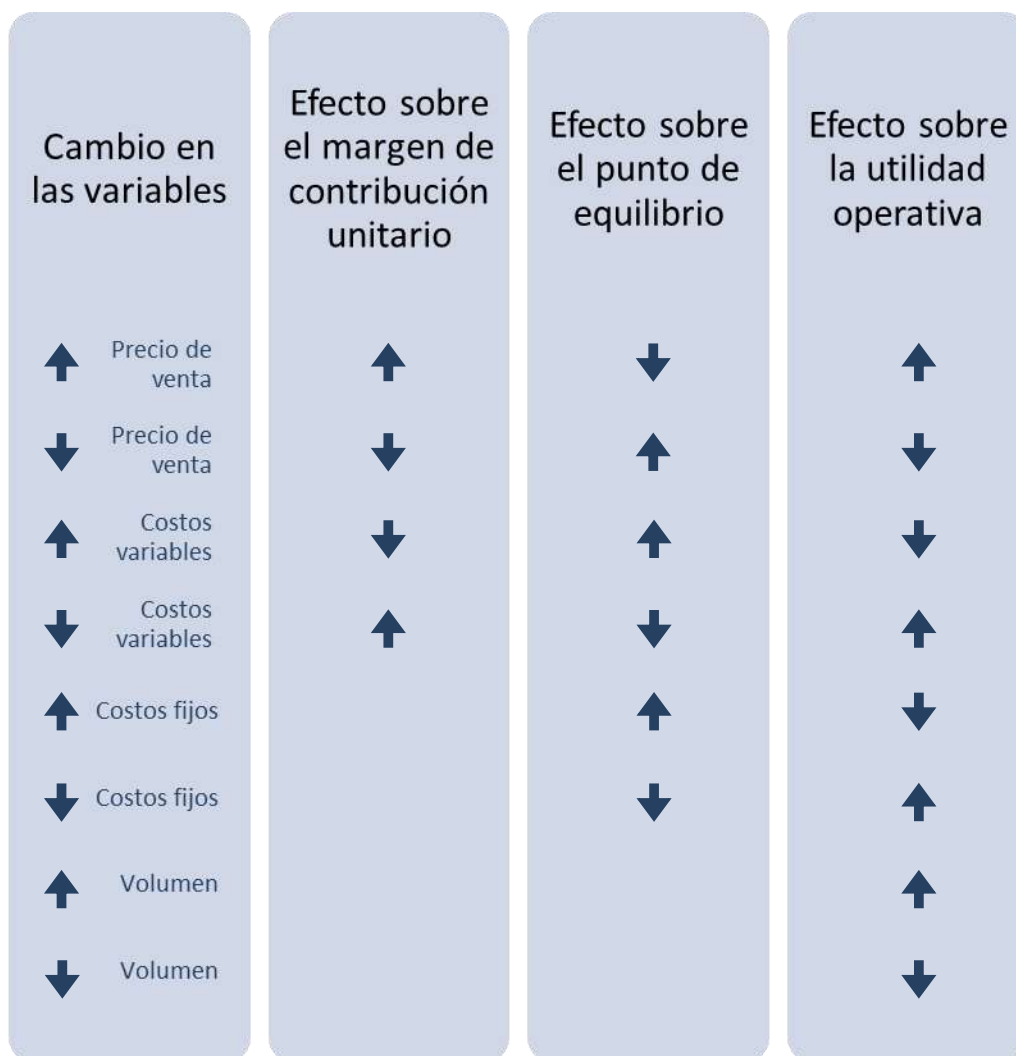 Cambio en
las variables
Efecto sobre
el margen de
contribución
unitario
Efecto sobre
el punto de
equilibrio
Efecto sobre
la utilidad
operativa
Precio de
venta
Precio de
venta
Costos
variables
Costos
variables
Costos fijos
Costos fijos
Volumen
Volumen